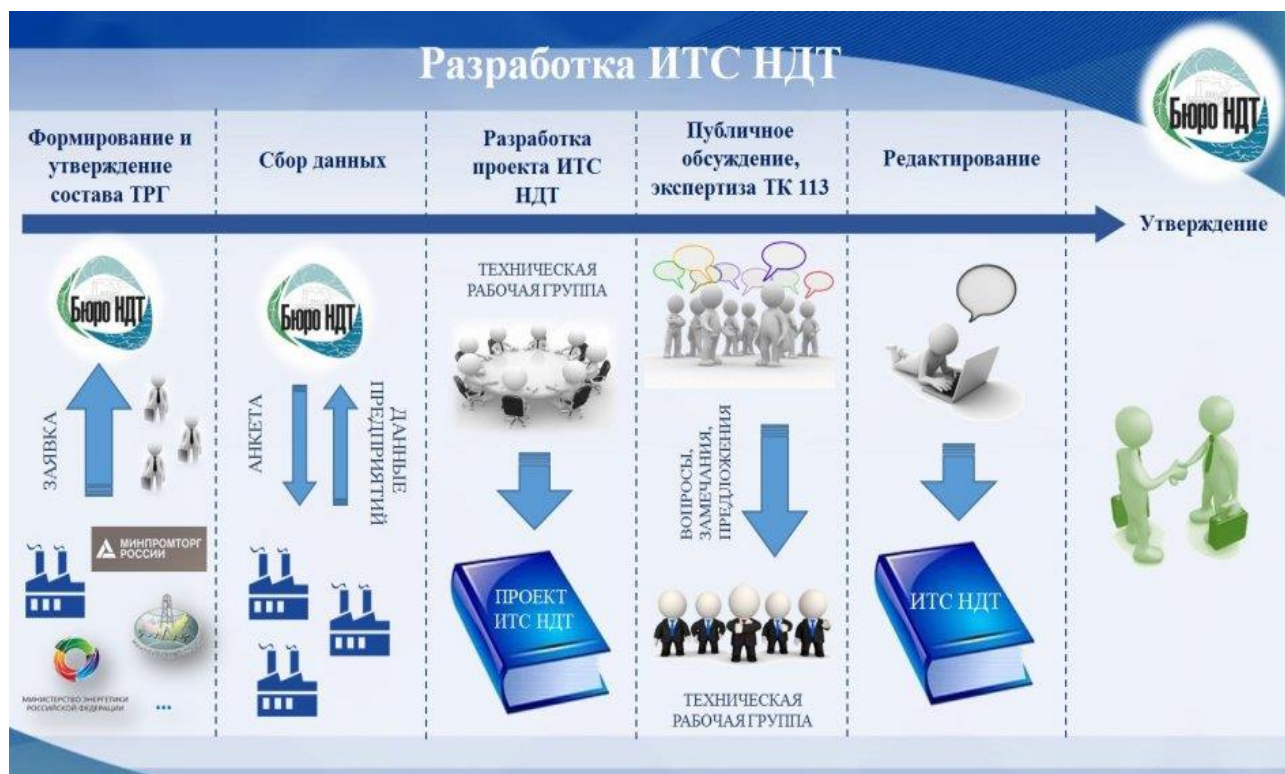 Разработка ИТС НДТ
Бюро НДТ
Формирование и
утверждение
состава ТРГ
Сбор данных
Разработка
проекта ИТС
НДТ
Публичное
обсуждение,
экспертиза ТК 113
Редактирование
Утверждение
Бюро НДТ
ЗАЯВКА
МИНПРОМТОРГ
РОССИИ
МИНИСТЕРСТВО ЭНЕРГЕТИКИ
РОССИЙСКОЙ ФЕДЕРАЦИИ
...
Бюро НДТ
АНКЕТА
ДАННЫЕ
ПРЕДПРИЯТИЙ
ТЕХНИЧЕСКАЯ
РАБОЧАЯ ГРУППА
ПРОЕКТ
ИТС НДТ
ВОПРОСЫ,
ЗАМЕЧАНИЯ,
ПРЕДЛОЖЕНИЯ
ТЕХНИЧЕСКАЯ
РАБОЧАЯ ГРУППА
ИТС НДТ